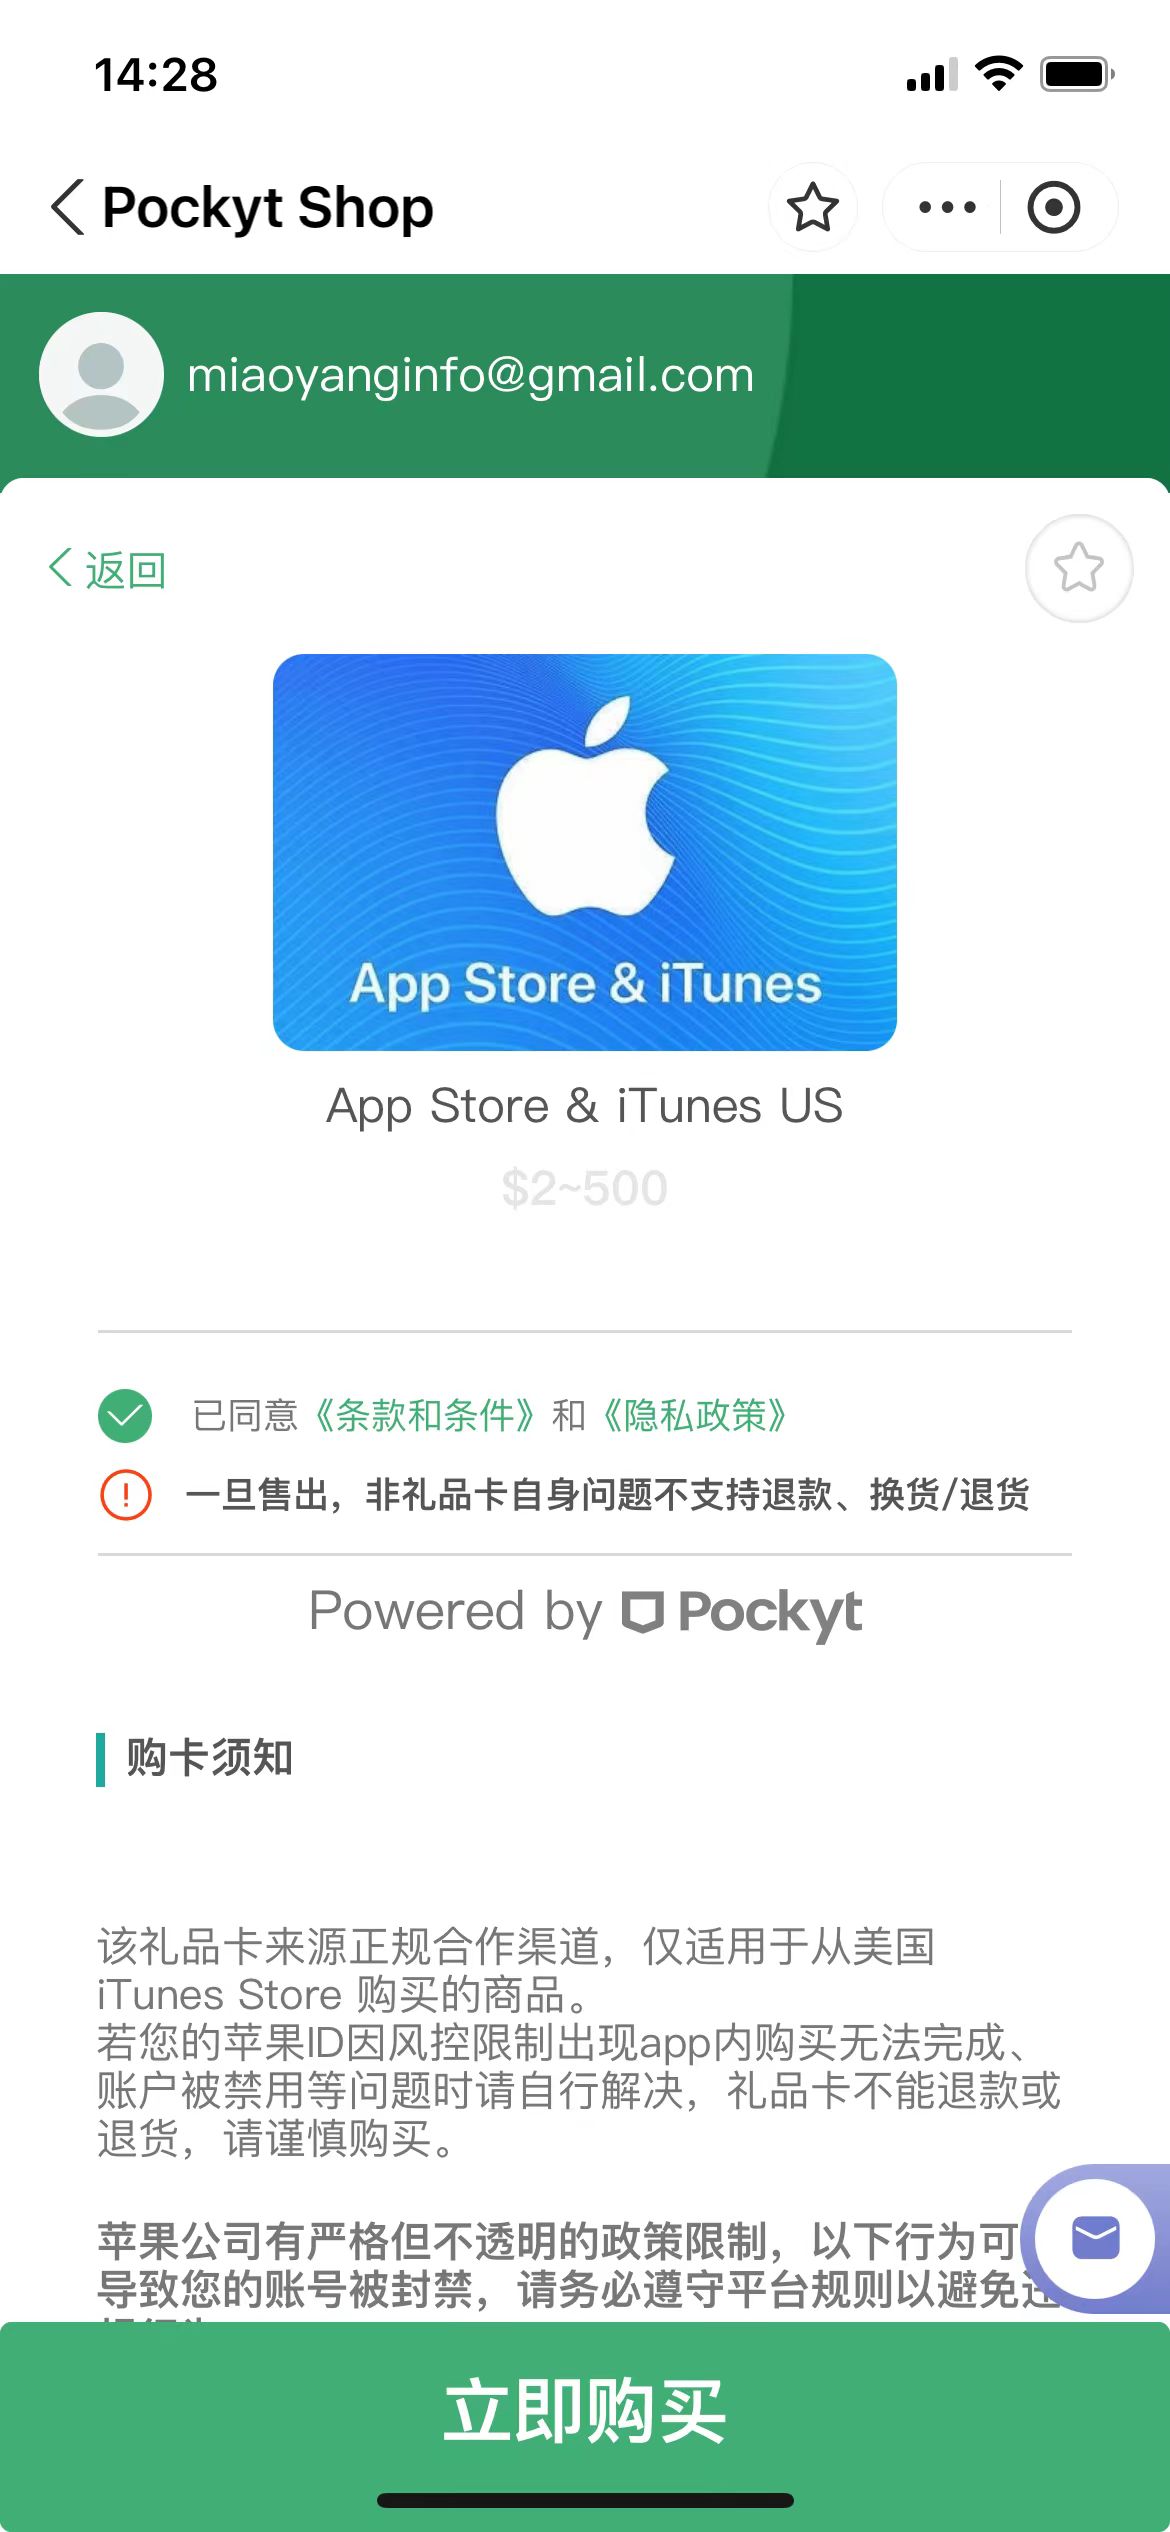 14:28
Pockyt Shop
miaoyanginfo@gmail.com
返回
App Store & iTunes
App Store & iTunes US
$2~500
已同意《条款和条件》和《隐私政策》
一旦售出，非礼品卡自身问题不支持退款、换货/退货
Powered by Pockyt
购卡须知
该礼品卡来源正规合作渠道，仅适用于从美国
iTunes Store 购买的商品。
若您的苹果ID因风控限制出现app内购买无法完成、
账户被禁用等问题时请自行解决，礼品卡不能退款或
退货，请谨慎购买。
苹果公司有严格但不透明的政策限制，以下行为可
导致您的账号被封禁，请务必遵守平台规则以避免违
立即购买